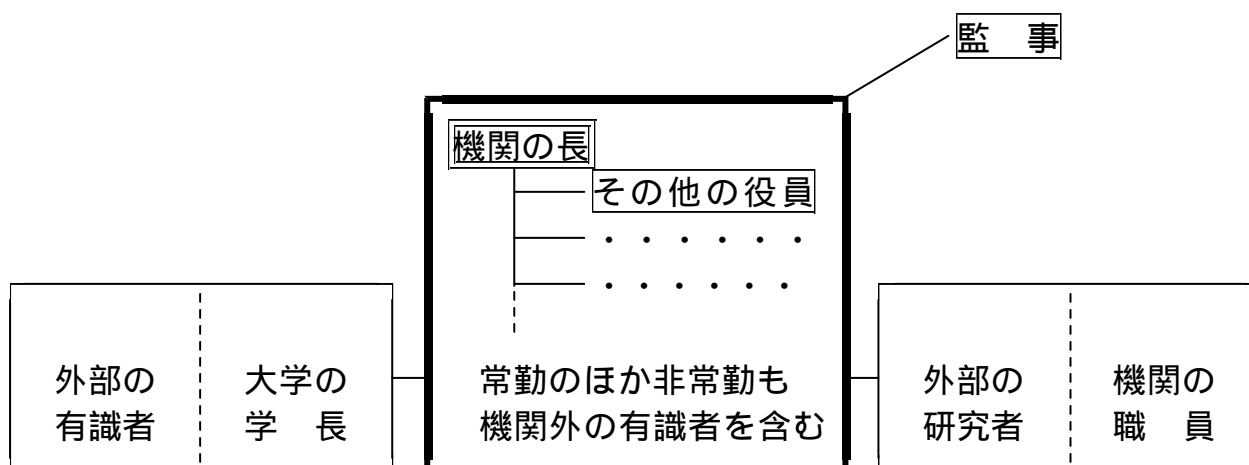 監　事
機関の長
その他の役員
・・・・・・
・・・・・・
外部の
有識者
大学の
学　長
常勤のほか非常勤も
機関外の有識者を含む
外部の
研究者
機関の
職　員